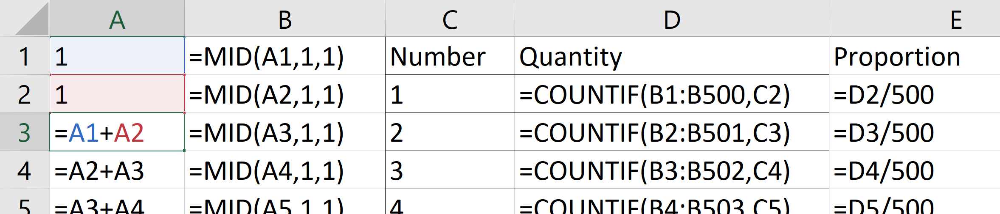 A B C D E
1 1 =MID(A1,1,1) Number Quantity Proportion
2 1 =MID(A2,1,1) 1 =COUNTIF(B1:B500,C2) =D2/500
3 =A1+A2 =MID(A3,1,1) 2 =COUNTIF(B2:B501,C3) =D3/500
4 =A2+A3 =MID(A4,1,1) 3 =COUNTIF(B3:B502,C4) =D4/500
5 =A3+A4 =MID(A5,1,1) 4 =COUNTIF(B4:B503,C5) =D5/500